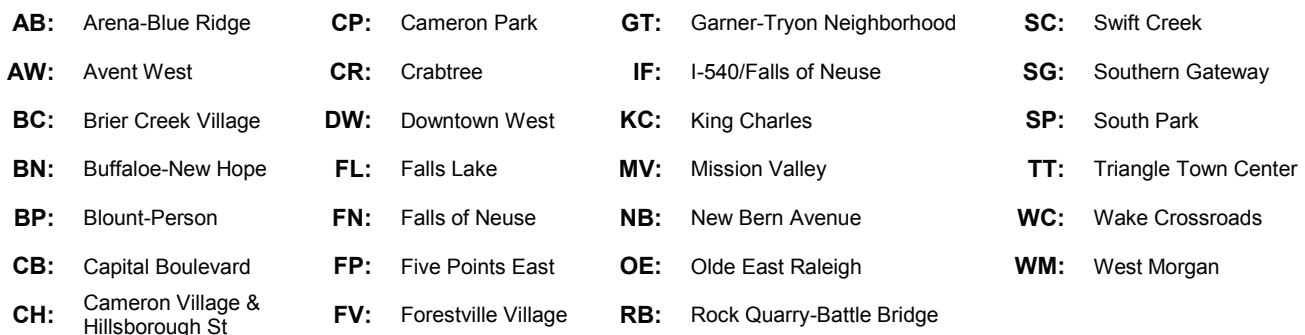 AB: Arena-Blue Ridge
AW: Avent West
BC: Brier Creek Village
BN: Buffaloe-New Hope
BP: Blount-Person
CB: Capital Boulevard
CH: Cameron Village &
Hillsborough St
CP: Cameron Park
CR: Crabtree
DW: Downtown West
FL: Falls Lake
FN: Falls of Neuse
FP: Five Points East
FV: Forestville Village
GT: Garner-Tryon Neighborhood
IF: I-540/Falls of Neuse
KC: King Charles
MV: Mission Valley
NB: New Bern Avenue
OE: Olde East Raleigh
RB: Rock Quarry-Battle Bridge
SC: Swift Creek
SG: Southern Gateway
SP: South Park
TT: Triangle Town Center
WC: Wake Crossroads
WM: West Morgan